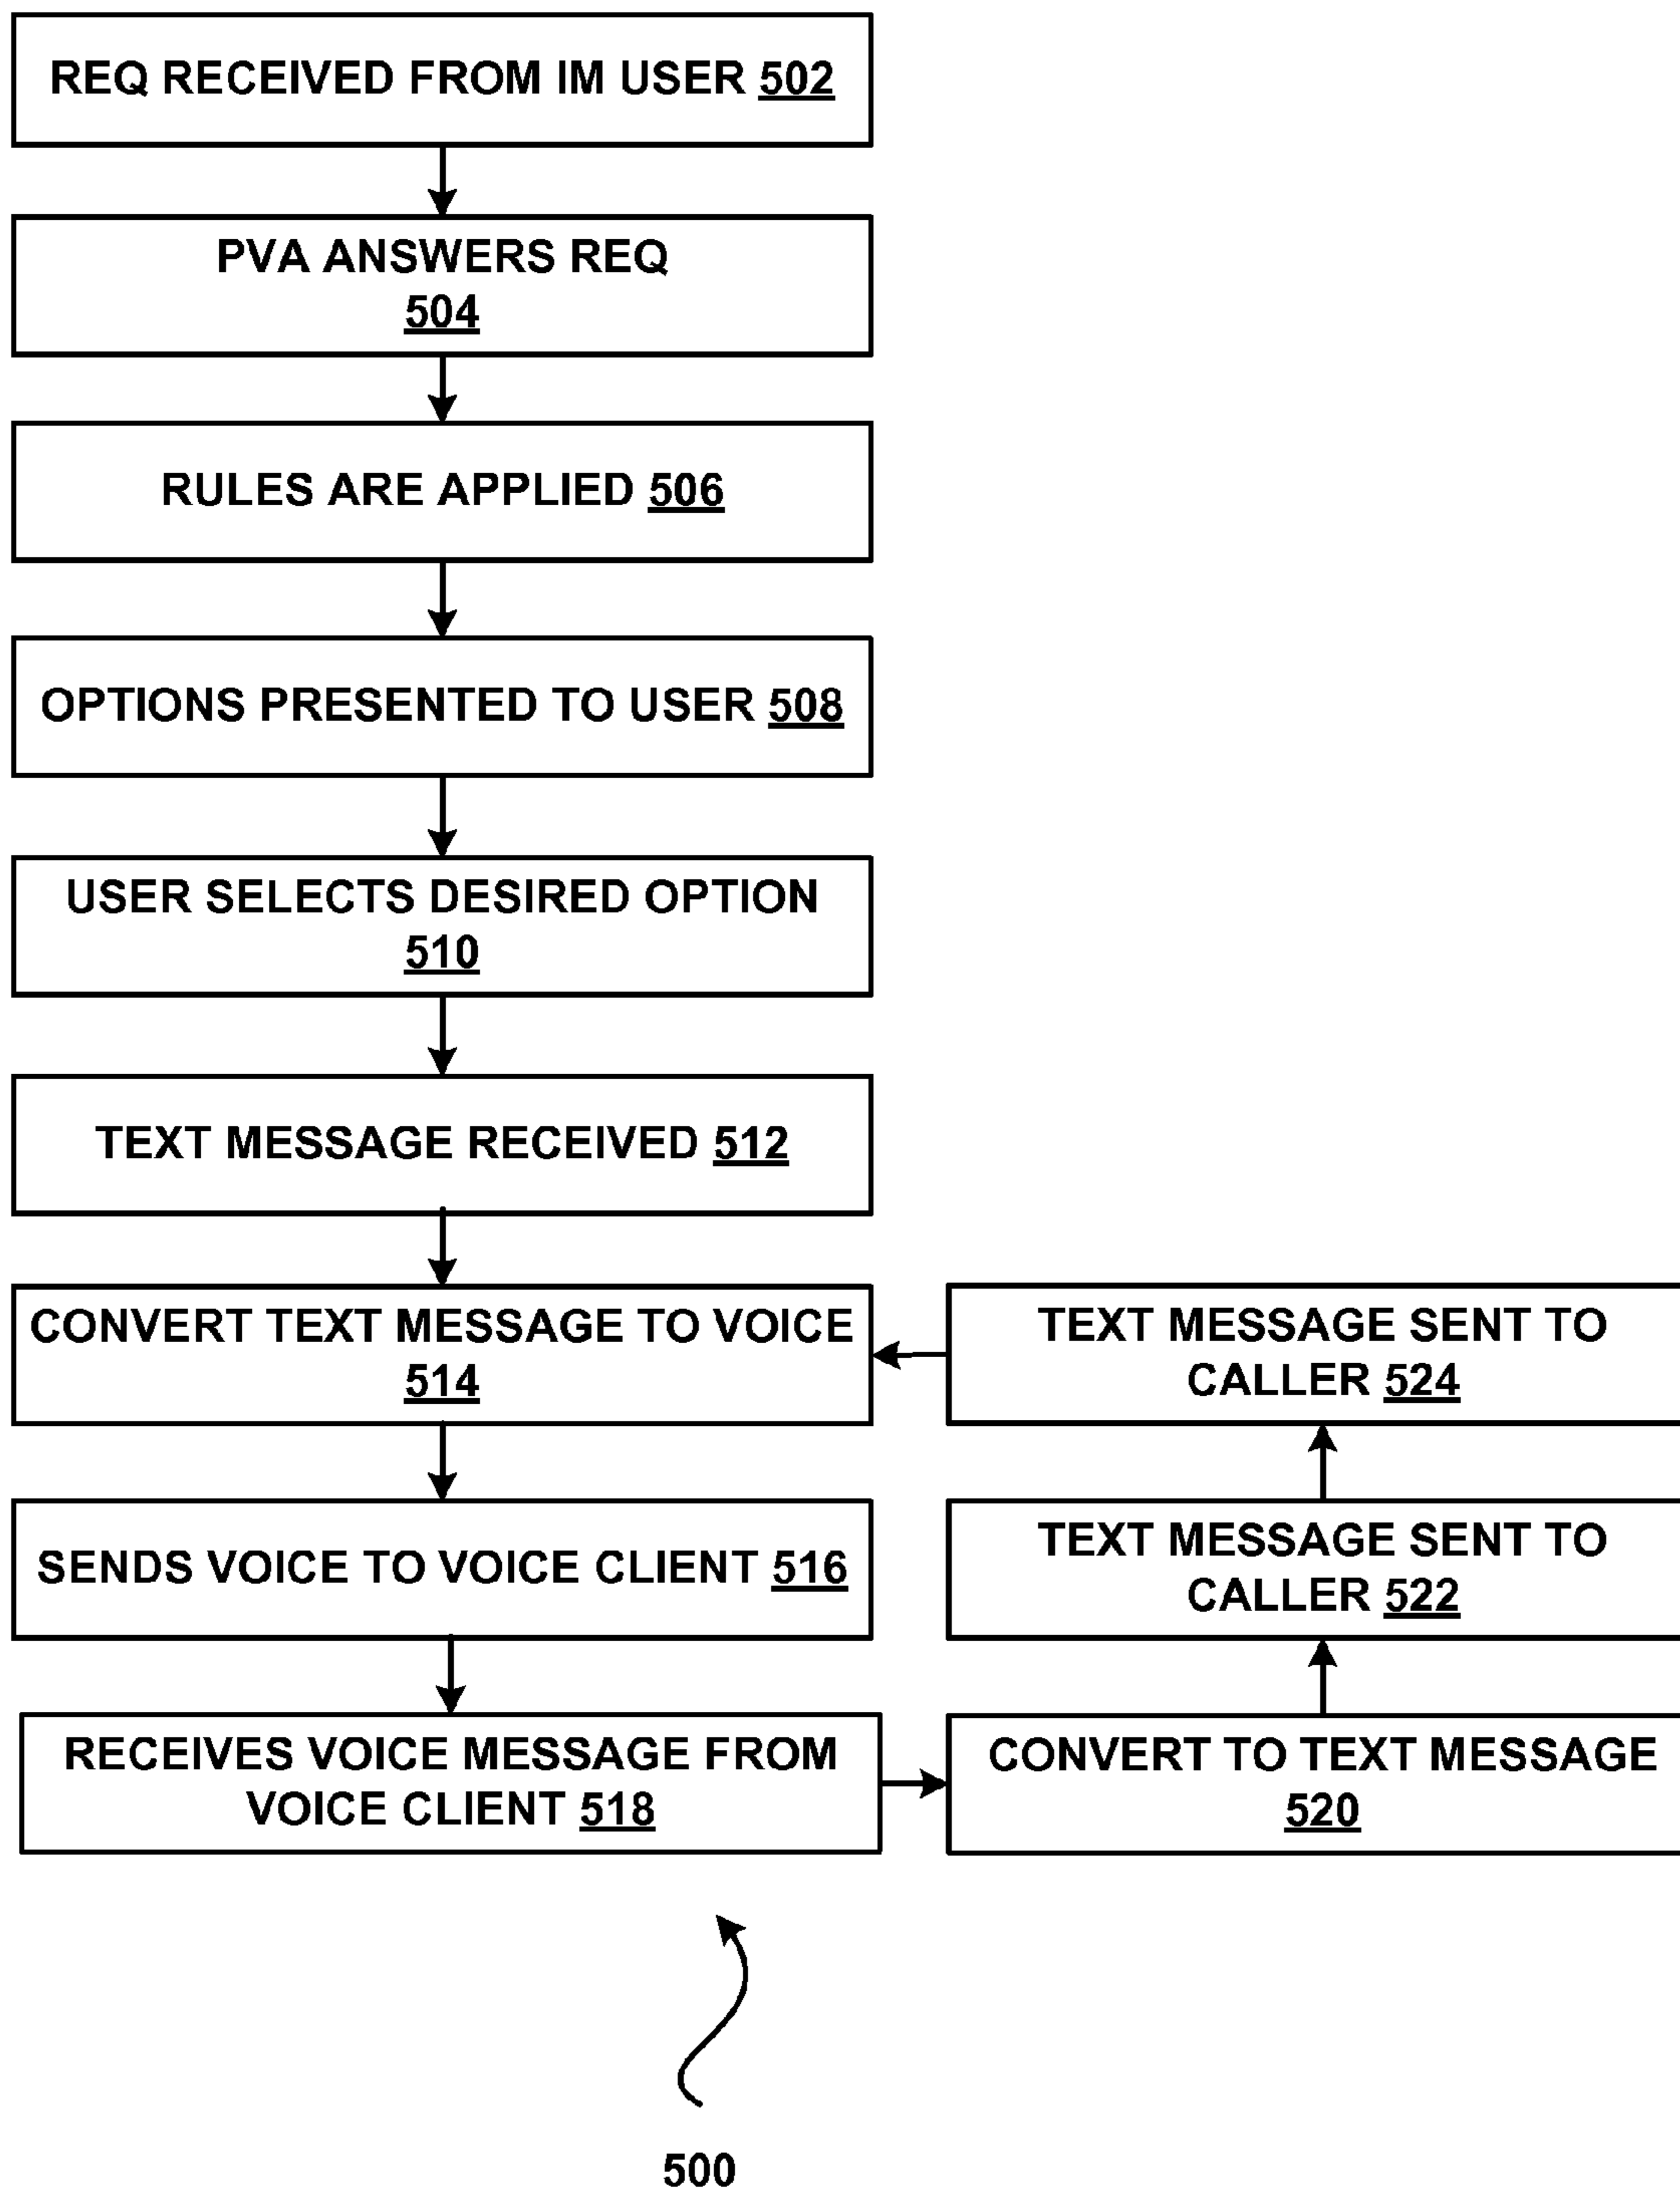 REQ RECEIVED FROM IM USER 502
PVA ANSWERS REQ
504
RULES ARE APPLIED 506
OPTIONS PRESENTED TO USER 508
USER SELECTS DESIRED OPTION
510
TEXT MESSAGE RECEIVED 512
CONVERT TEXT MESSAGE TO VOICE
514
SENDS VOICE TO VOICE CLIENT 516
RECEIVES VOICE MESSAGE FROM
VOICE CLIENT 518
CONVERT TO TEXT MESSAGE
520
TEXT MESSAGE SENT TO
CALLER 522
TEXT MESSAGE SENT TO
CALLER 524
500